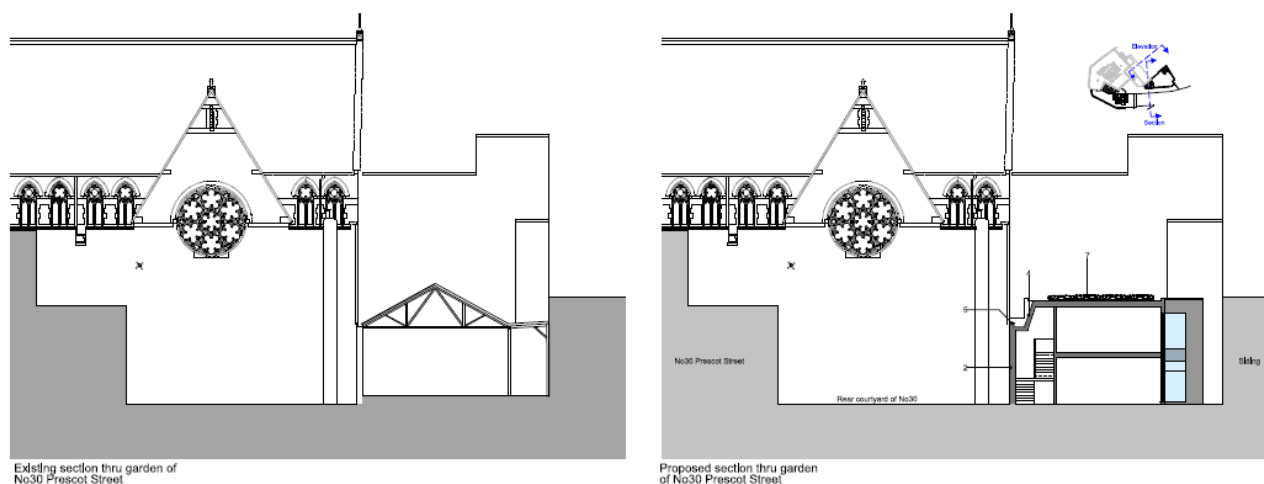 Elevation
Section
4
7
5
2
No30 Prescot Street
Siding
Rear courtyard of No30
Existing section thru garden of
No30 Prescot Street
Proposed section thru garden
of No30 Prescot Street